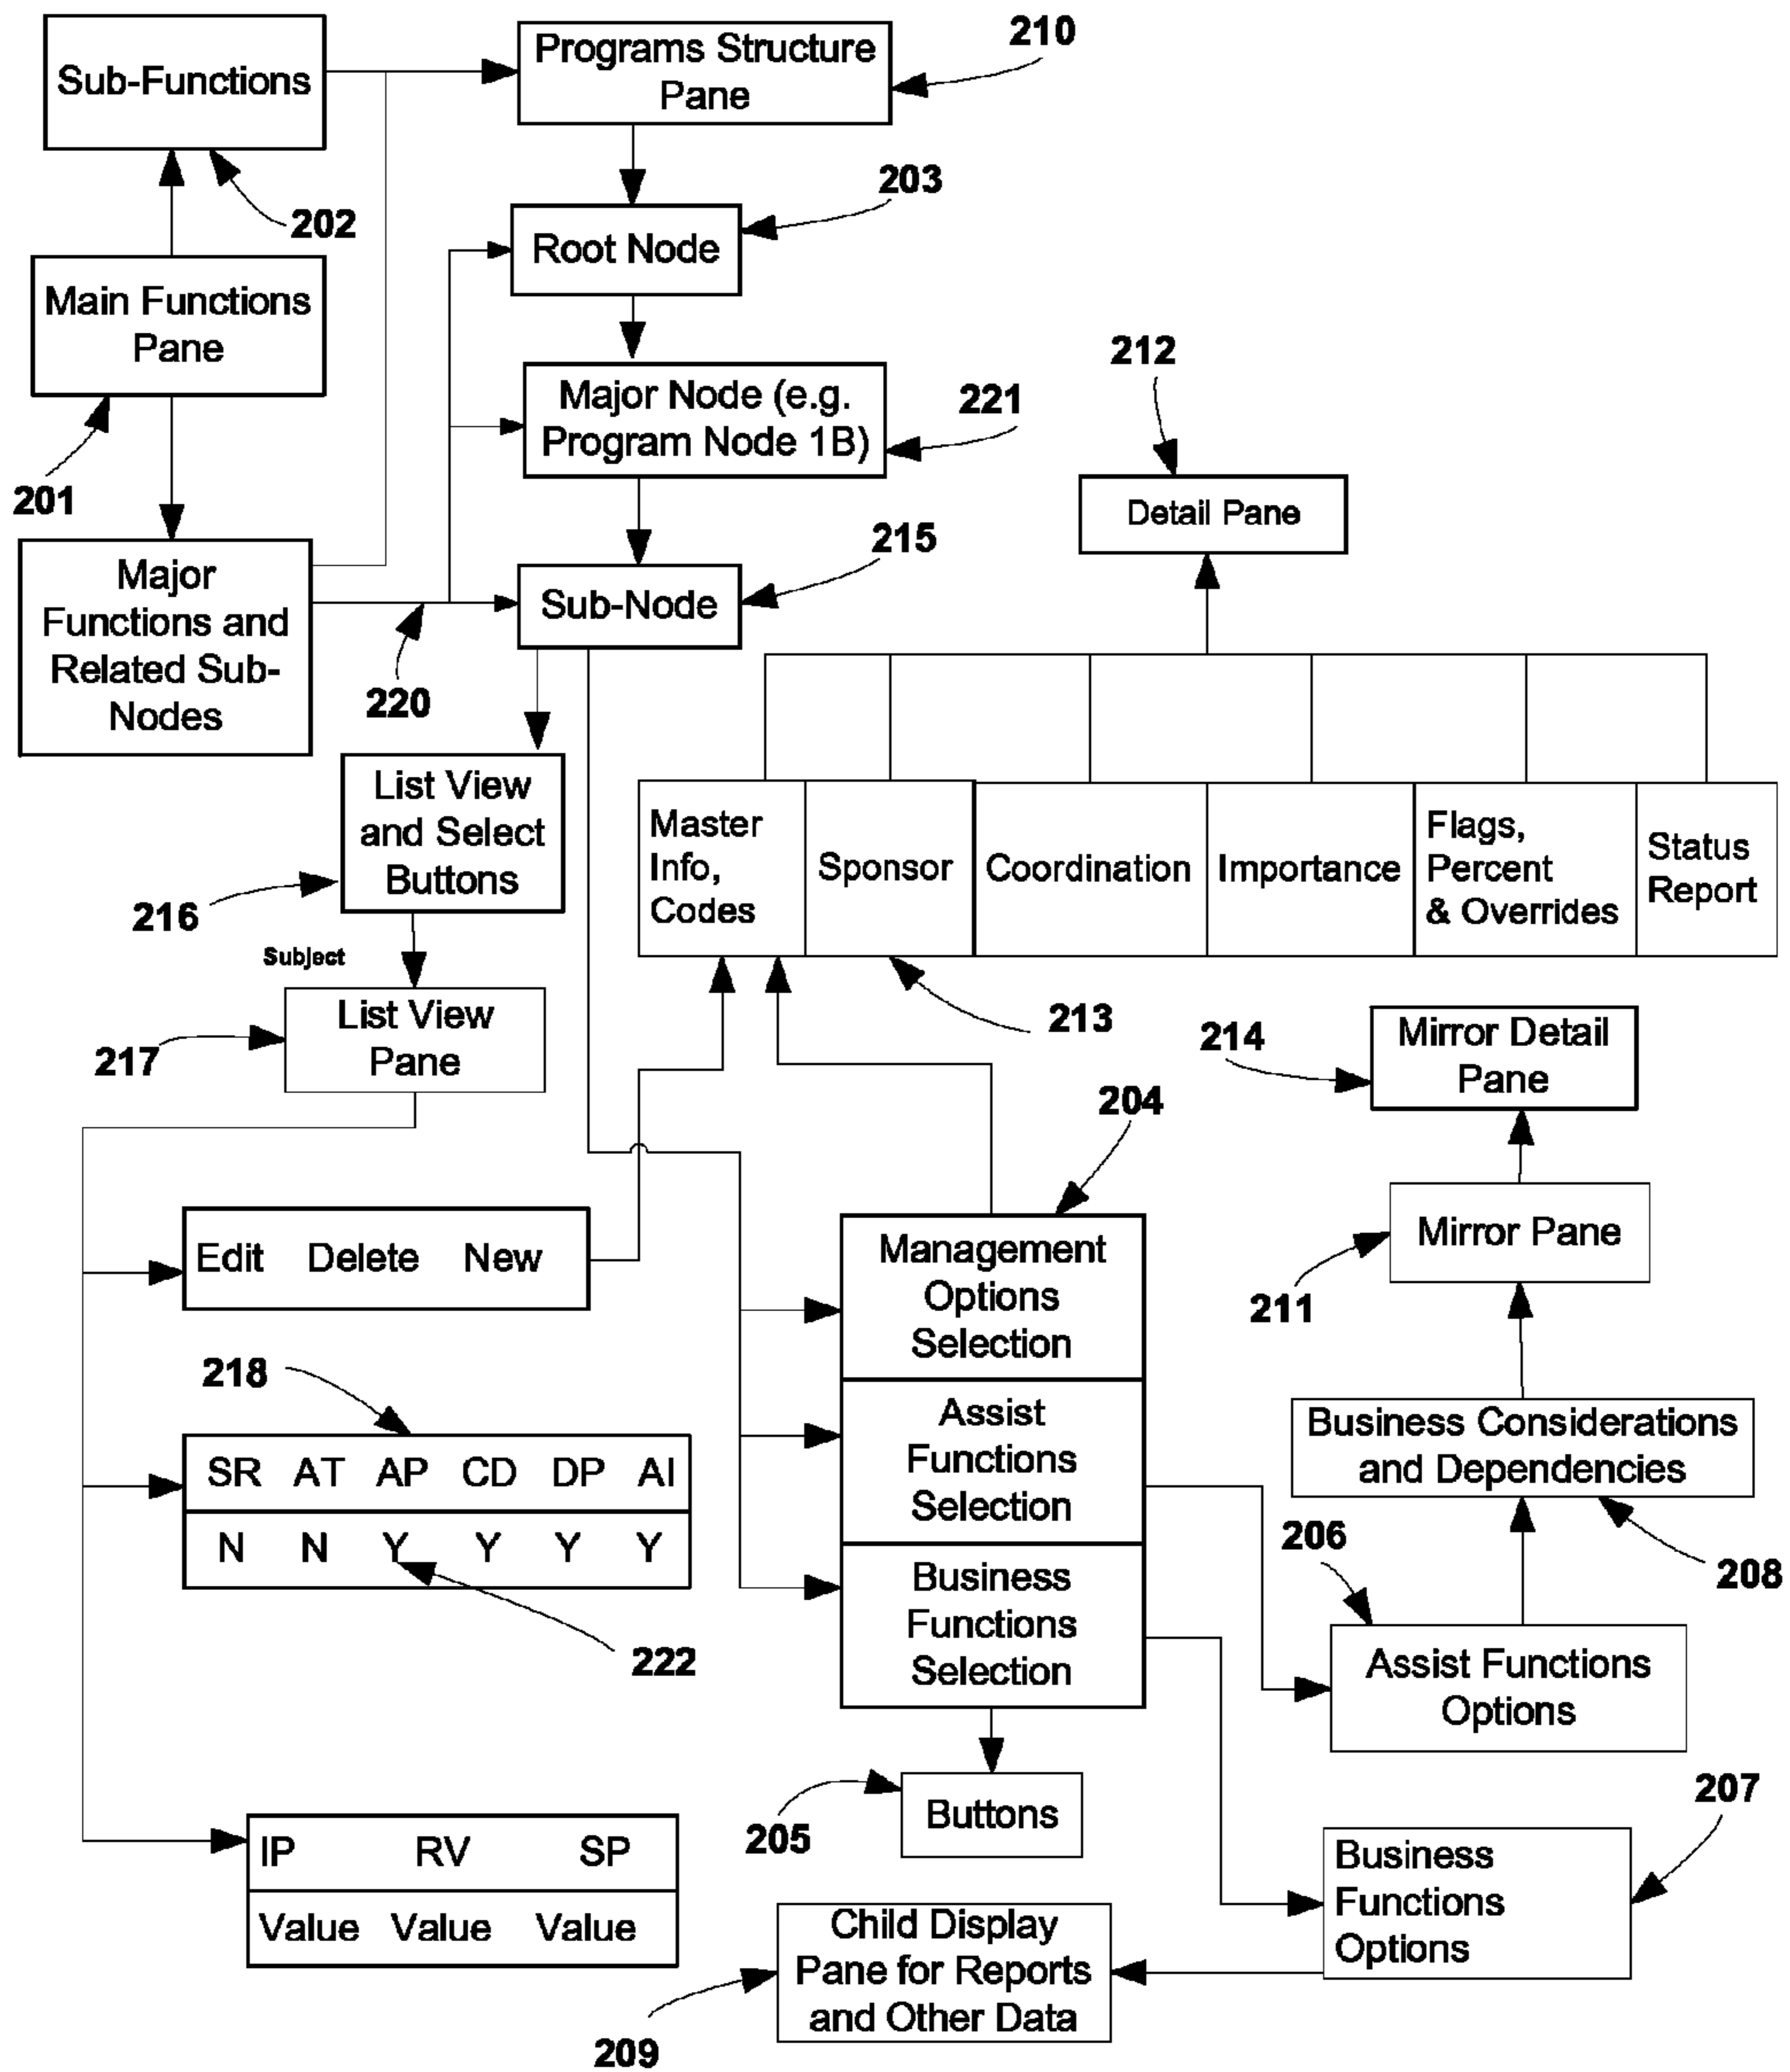 Sub-Functions
Programs Structure
Pane
210
202
203
Main Functions
Pane
Root Node
201
Major Node (e.g.
Program Node 1B)
221
212
Detail Pane
Major
Functions and
Related Sub-
Nodes
215
Sub-Node
220
List View
and Select
Buttons
216
Master
Info,
Codes
Sponsor
Coordination
Importance
Flags,
Percent
& Overrides
Status
Report
Subject
List View
Pane
217
213
214
Mirror Detail
Pane
204
Edit Delete New
Management
Options
Selection
Mirror Pane
211
218
SR AT AP CD DP AI
N N Y Y Y Y
222
Assist
Functions
Selection
Business Considerations
and Dependencies
206
208
Business
Functions
Selection
Assist Functions
Options
205
Buttons
207
IP RV SP
Value Value Value
Business
Functions
Options
Child Display
Pane for Reports
and Other Data
209